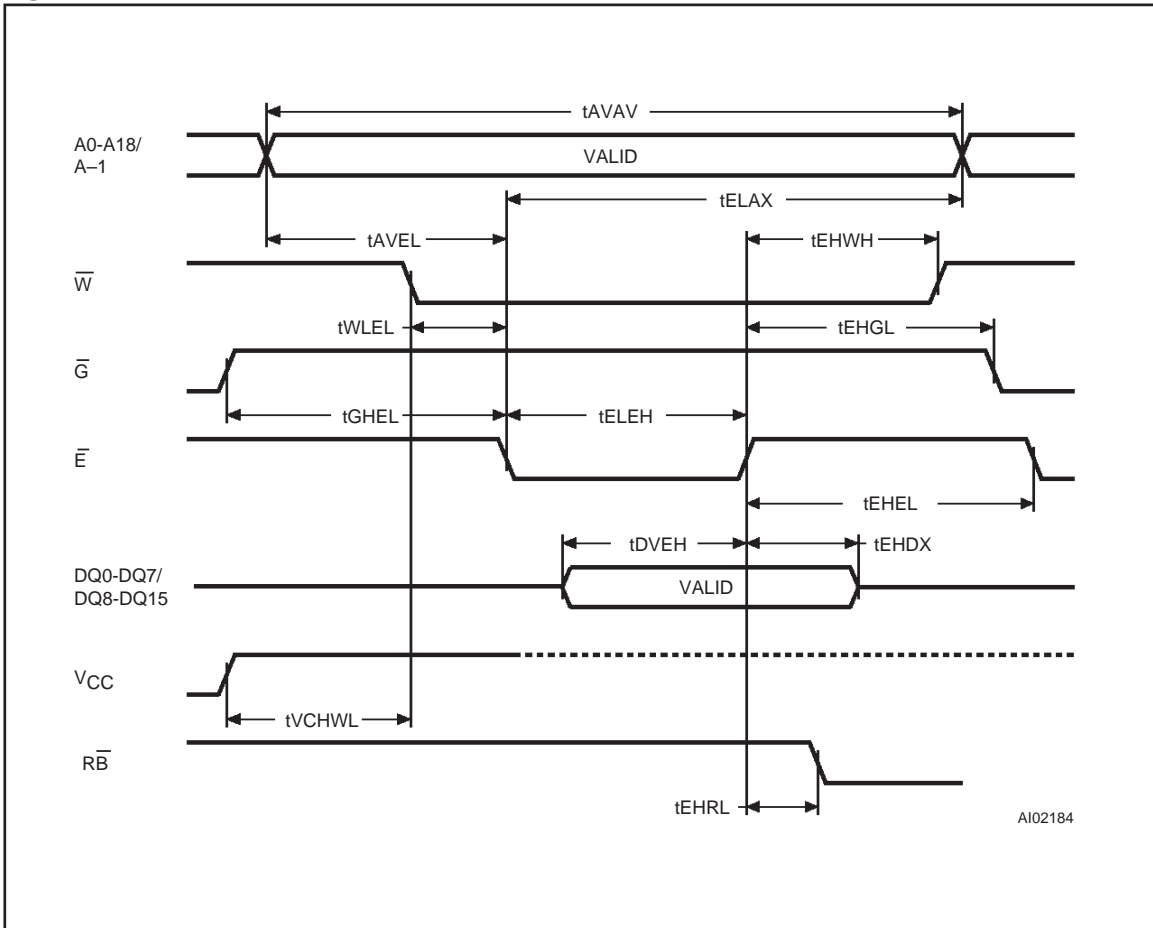 tAVAV
A0-A18/
A–1
VALID
tELAX
tAVEL
tEHWH
W̅
tWLEL
tEHGL
G̅
tGHEL
tELEH
E̅
tEHEL
tDVEH
tEHDX
DQ0-DQ7/
DQ8-DQ15
VALID
VCC
tVCHWL
RB̅
tEHRL
AI02184